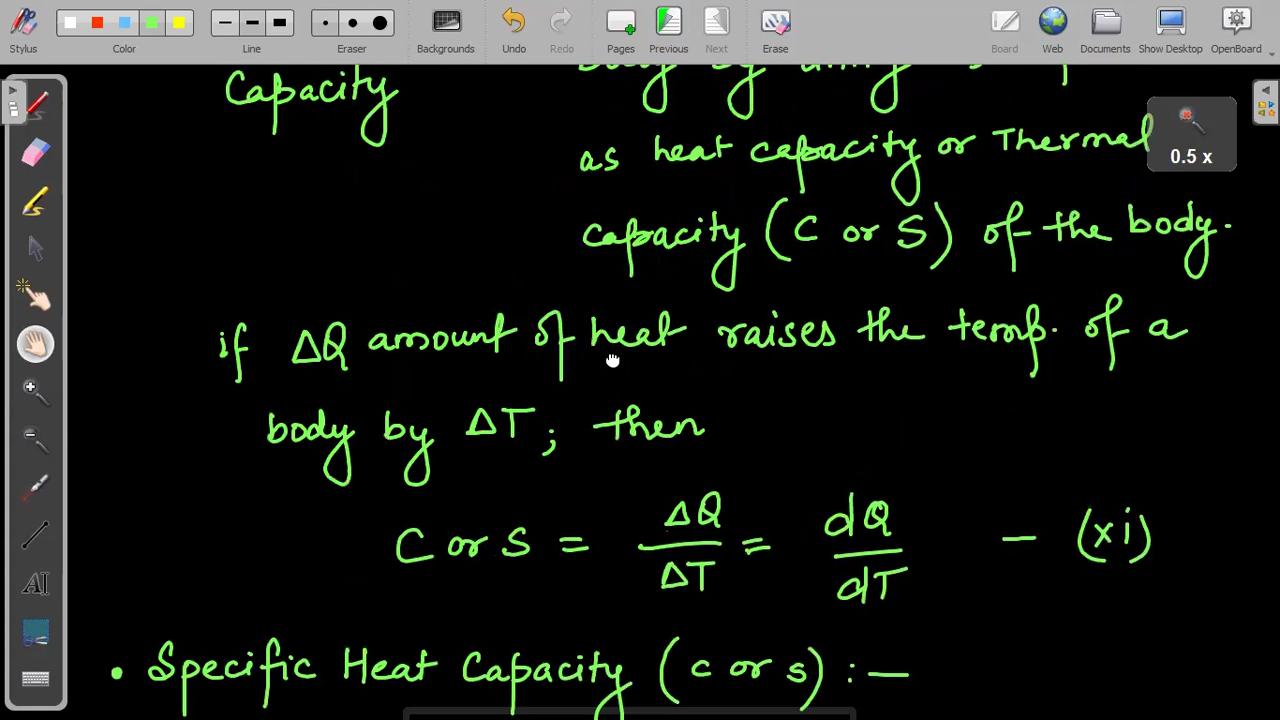 Stylus
Color
Line
Eraser
Backgrounds
Undo
Redo
Pages
Previous
Next
Erase
Board
Web
Documents
Show Desktop
OpenBoard
0.5 x
Capacity
body by
as heat capacity or Thermal
capacity (C or S) of the body.
if ΔQ amount of heat raises the temp. of a
body by ΔT; then
C or S = ΔQ/ΔT = dQ/dT - (xi)
• Specific Heat Capacity (c or s) : -